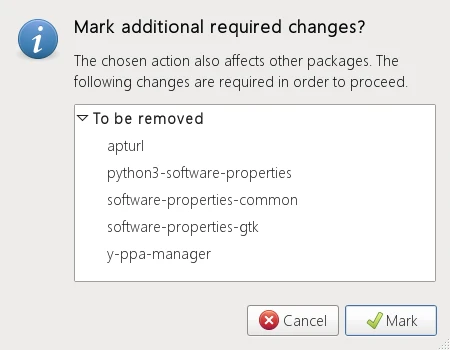 Mark additional required changes?
The chosen action also affects other packages. The
following changes are required in order to proceed.
To be removed
apturl
python3-software-properties
software-properties-common
software-properties-gtk
y-ppa-manager
Cancel
Mark